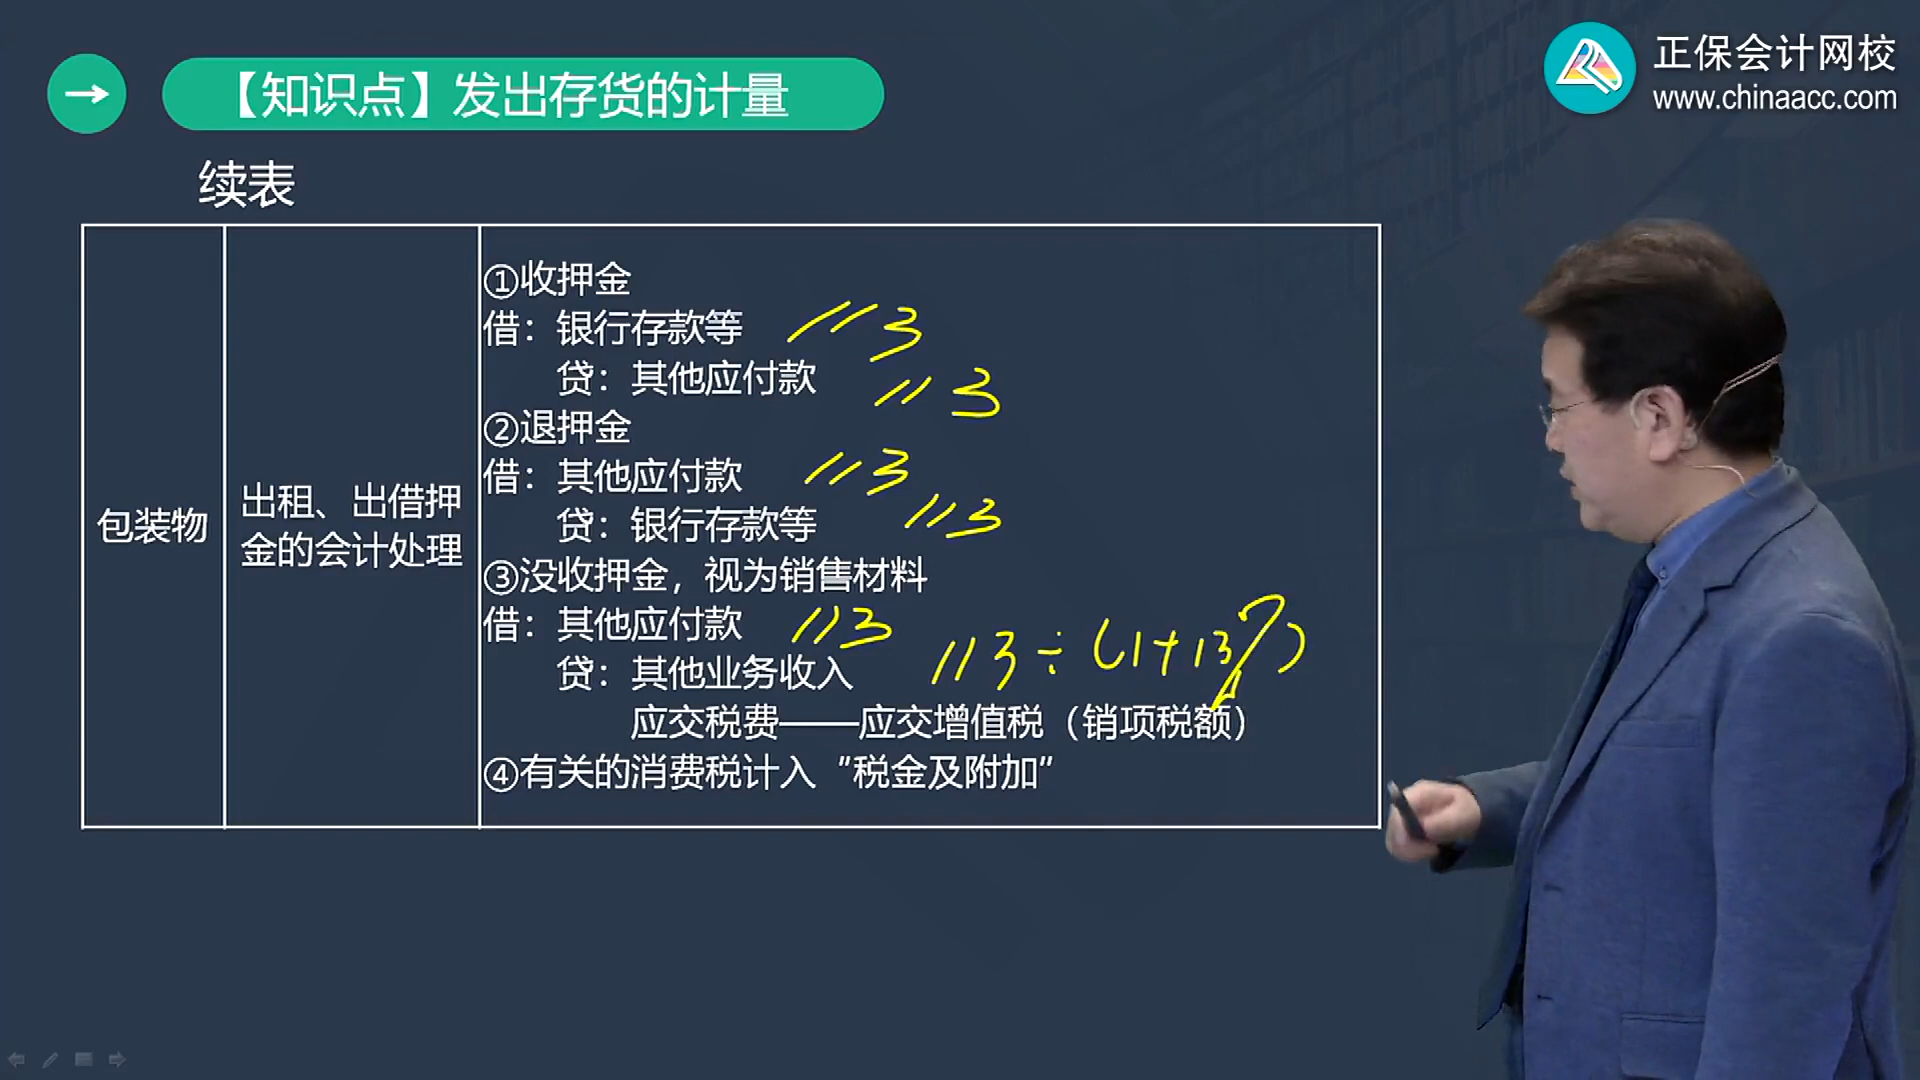 正保会计网校
www.chinaacc.com
【知识点】发出存货的计量
续表
包装物
出租、出借押
金的会计处理
①收押金
借：银行存款等 113
贷：其他应付款 113
②退押金
借：其他应付款 113
贷：银行存款等 113
③没收押金，视为销售材料
借：其他应付款 113
贷：其他业务收入 113÷(1+13%)
应交税费——应交增值税（销项税额）
④有关的消费税计入“税金及附加”